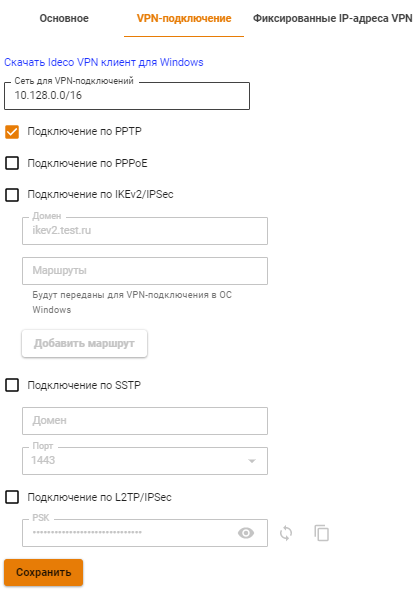 Основное VPN-подключение Фиксированные IP-адреса VPN
Скачать Ideco VPN клиент для Windows
Сеть для VPN-подключений
10.128.0.0/16
Подключение по PPTP
Подключение по PPPoE
Подключение по IKEv2/IPSec
Домен
ikev2.test.ru
Маршруты
Будут переданы для VPN-подключения в ОС
Windows
Добавить маршрут
Подключение по SSTP
Домен
Порт
1443
Подключение по L2TP/IPSec
PSK
••••••••••••••••••••••••••••••
Сохранить